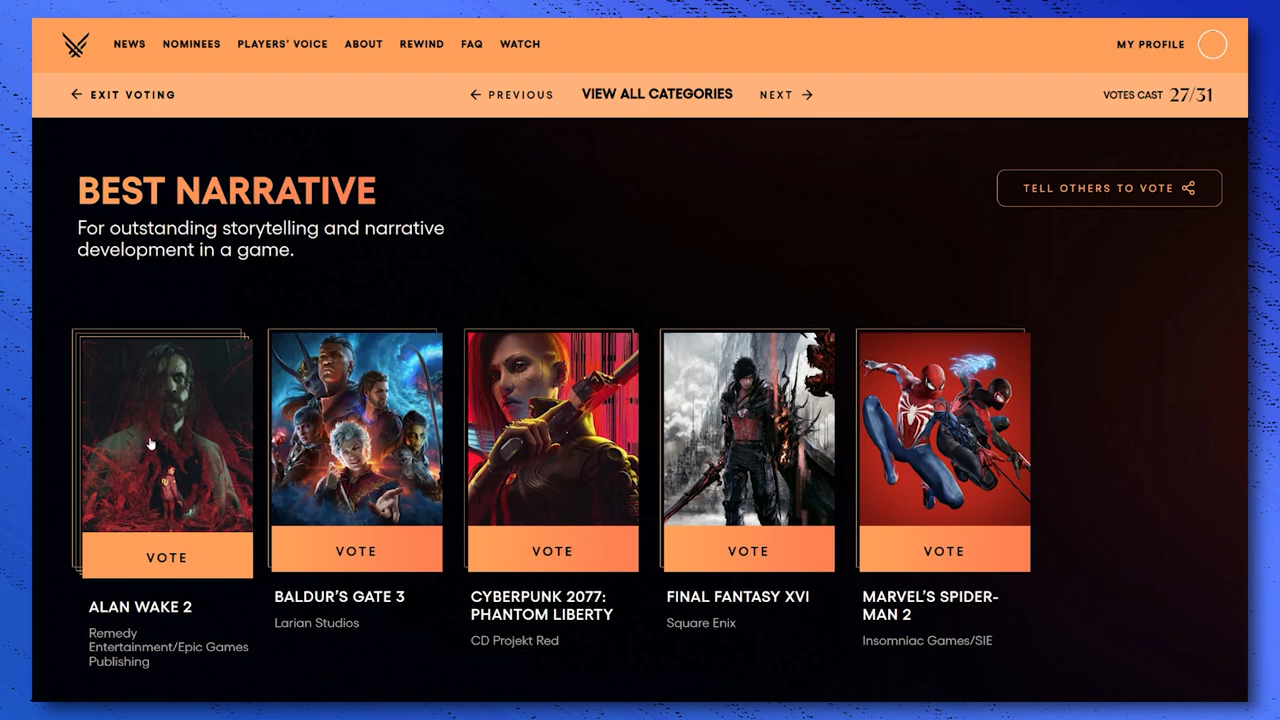 NEWS NOMINEES PLAYERS' VOICE ABOUT REWIND FAQ WATCH MY PROFILE
EXIT VOTING PREVIOUS VIEW ALL CATEGORIES NEXT VOTES CAST 27/31
BEST NARRATIVE
TELL OTHERS TO VOTE
For outstanding storytelling and narrative
development in a game.
VOTE
ALAN WAKE 2
Remedy
Entertainment/Epic Games
Publishing
VOTE
BALDUR'S GATE 3
Larian Studios
VOTE
CYBERPUNK 2077:
PHANTOM LIBERTY
CD Projekt Red
VOTE
FINAL FANTASY XVI
Square Enix
VOTE
MARVEL'S SPIDER-
MAN 2
Insomniac Games/SIE